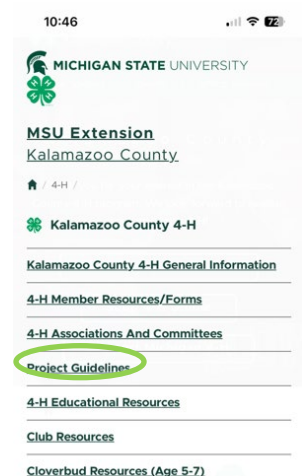 10:46
72
MICHIGAN STATE UNIVERSITY
MSU Extension
Kalamazoo County
/ 4-H /
Kalamazoo County 4-H
Kalamazoo County 4-H General Information
4-H Member Resources/Forms
4-H Associations And Committees
Project Guidelines
4-H Educational Resources
Club Resources
Cloverbud Resources (Age 5-7)